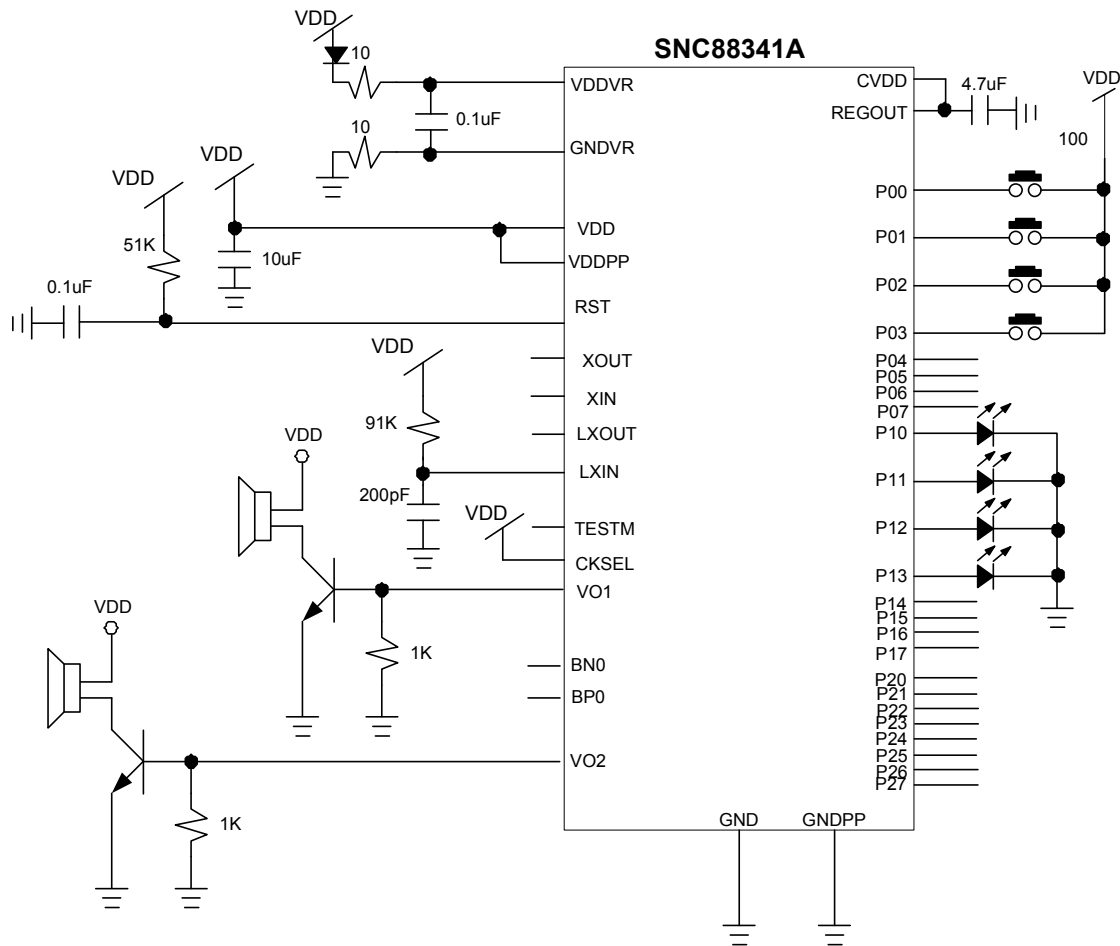 SNC88341A
VDD
10
VDDVR
0.1uF
10
GNDVR
VDD
VDD
VDD
VDDPP
51K
10uF
0.1uF
RST
VDD
XOUT
XIN
LXOUT
91K
LXIN
200pF
VDD
VDD
TESTM
CKSEL
VO1
1K
BN0
BP0
VDD
VO2
1K
CVDD
4.7uF
VDD
REGOUT
100
P00
P01
P02
P03
P04
P05
P06
P07
P10
P11
P12
P13
P14
P15
P16
P17
P20
P21
P22
P23
P24
P25
P26
P27
GND
GNDPP